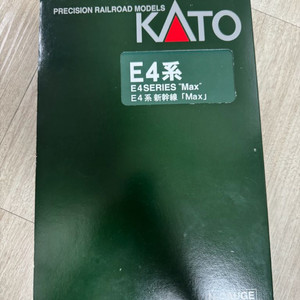 PRECISION RAILROAD MODELS
KATO
E4系
E4SERIES "Max"
E4系 新幹線「Max」